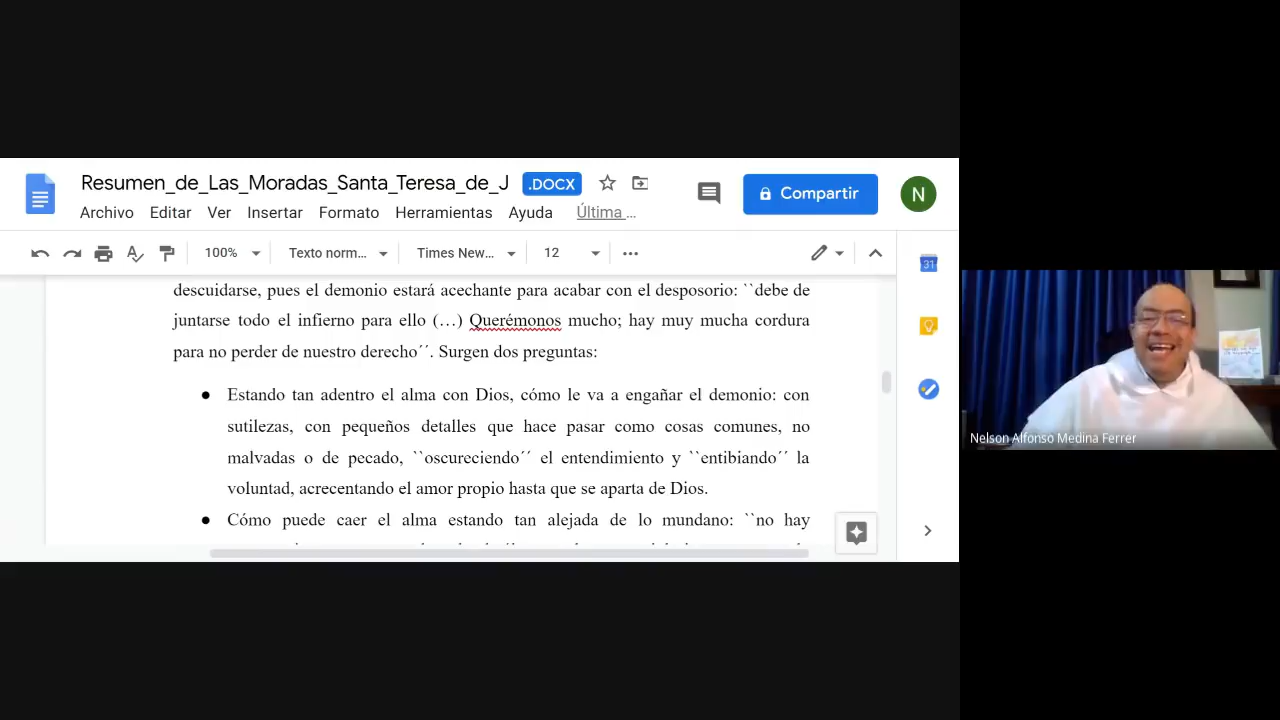 Resumen_de_Las_Moradas_Santa_Teresa_de_J .DOCX
Compartir
N
Archivo Editar Ver Insertar Formato Herramientas Ayuda Última ...
100% Texto norm... Times New... 12
31
descuidarse, pues el demonio estará acechante para acabar con el desposorio: ``debe de
juntarse todo el infierno para ello (…) Querémonos mucho; hay muy mucha cordura
para no perder de nuestro derecho´´. Surgen dos preguntas:
● Estando tan adentro el alma con Dios, cómo le va a engañar el demonio: con
sutilezas, con pequeños detalles que hace pasar como cosas comunes, no
malvadas o de pecado, ``oscureciendo´´ el entendimiento y ``entibiando´´ la
voluntad, acrecentando el amor propio hasta que se aparta de Dios.
● Cómo puede caer el alma estando tan alejada de lo mundano: ``no hay
Nelson Alfonso Medina Ferrer